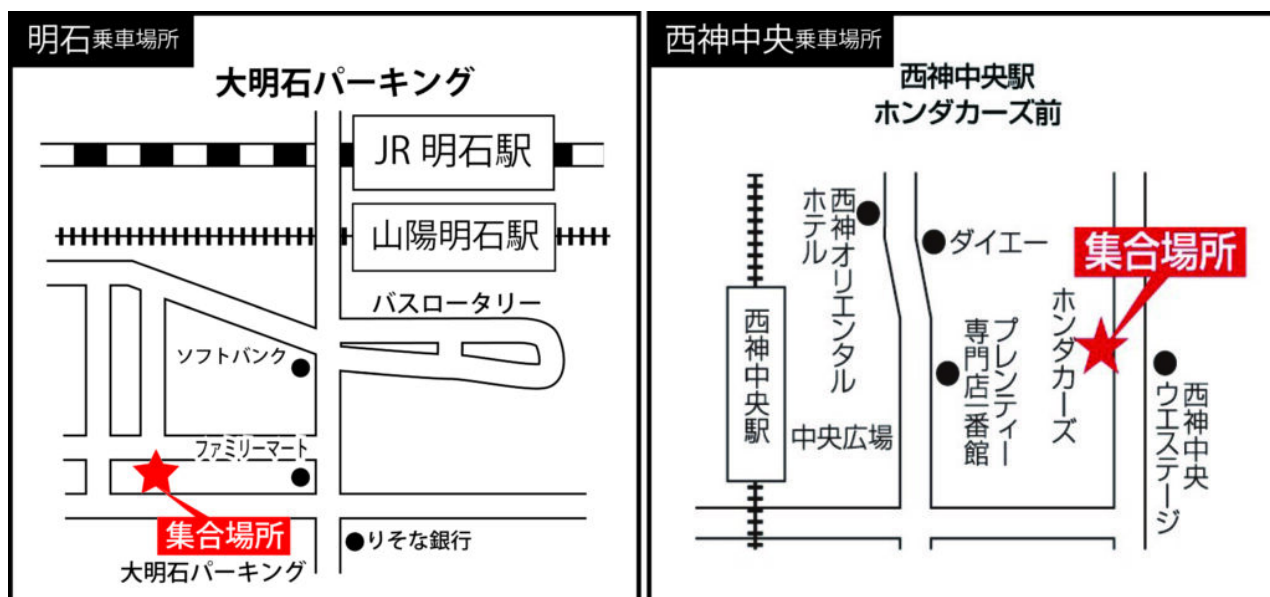 明石乗車場所
大明石パーキング
JR 明石駅
山陽明石駅
バスロータリー
ソフトバンク
ファミリーマート
集合場所
りそな銀行
大明石パーキング
西神中央乗車場所
西神中央駅
ホンダカーズ前
西神オリエンタル
ホテル
ダイエー
集合場所
西神中央駅
中央広場
プレンティー
専門店一番館
ホンダカーズ
西神中央
ウエステージ